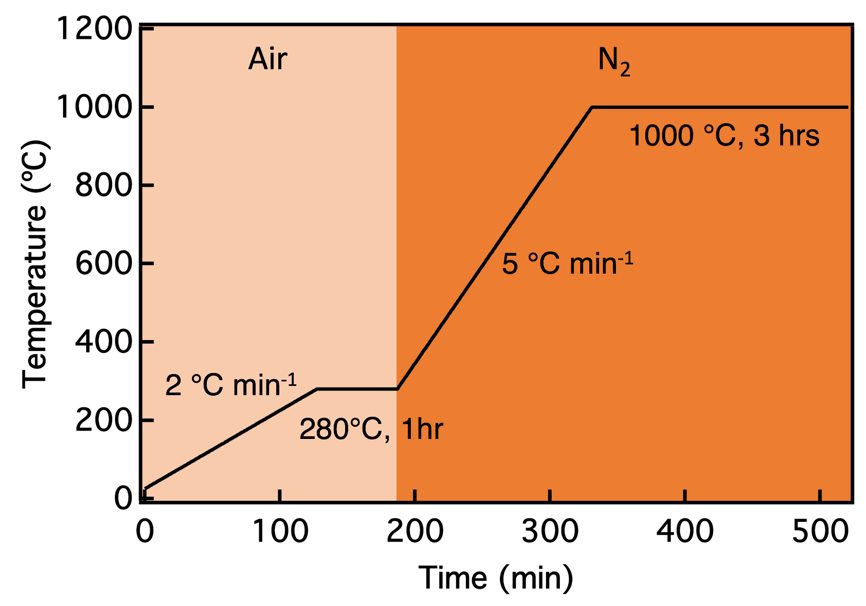 Air
N₂
1200
1000
800
600
400
200
0
Temperature (ºC)
1000 °C, 3 hrs
5 °C min⁻¹
2 °C min⁻¹
280°C, 1hr
0 100 200 300 400 500
Time (min)